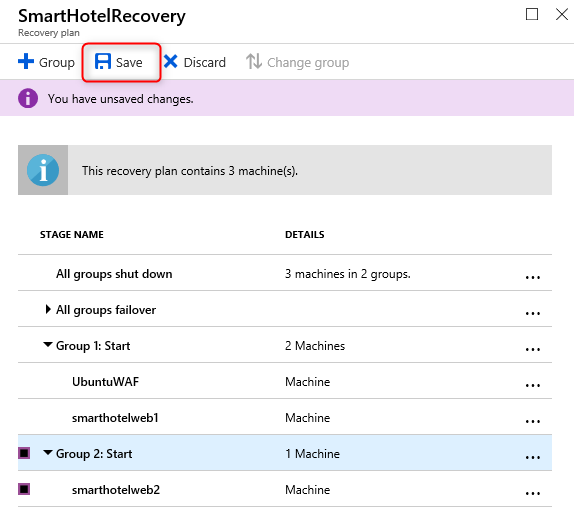 SmartHotelRecovery
Recovery plan
Group Save Discard Change group
You have unsaved changes.
This recovery plan contains 3 machine(s).
STAGE NAME DETAILS
All groups shut down 3 machines in 2 groups. ...
All groups failover ...
Group 1: Start 2 Machines ...
UbuntuWAF Machine ...
smarthotelweb1 Machine ...
Group 2: Start 1 Machine ...
smarthotelweb2 Machine ...